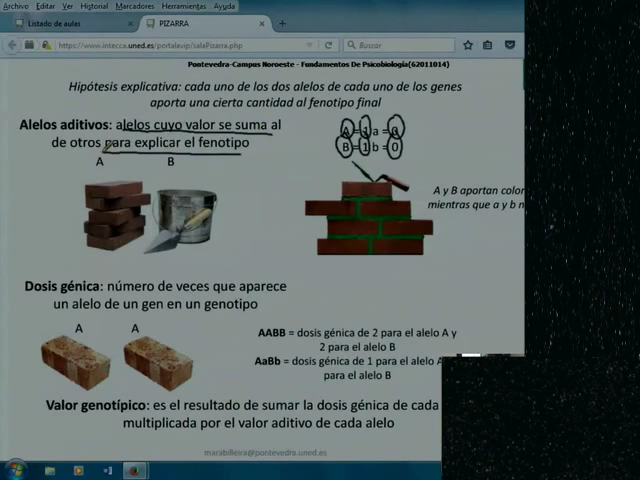 Archivo Editar Ver Historial Marcadores Herramientas Ayuda
Listado de aulas
PIZARRA
https://www.intecca.uned.es/portalavip/salaPizarra.php
Buscar
Pontevedra-Campus Noroeste - Fundamentos De Psicobiología(62011014)
Hipótesis explicativa: cada uno de los dos alelos de cada uno de los genes
aporta una cierta cantidad al fenotipo final
Alelos aditivos: alelos cuyo valor se suma al
de otros para explicar el fenotipo
A = 1 a = 0
B = 1 b = 0
A B
A y B aportan color
mientras que a y b n
Dosis génica: número de veces que aparece
un alelo de un gen en un genotipo
A A
AABB = dosis génica de 2 para el alelo A y
2 para el alelo B
AaBb = dosis génica de 1 para el alelo A
para el alelo B
Valor genotípico: es el resultado de sumar la dosis génica de cada
multiplicada por el valor aditivo de cada alelo
marabilleira@pontevedra.uned.es